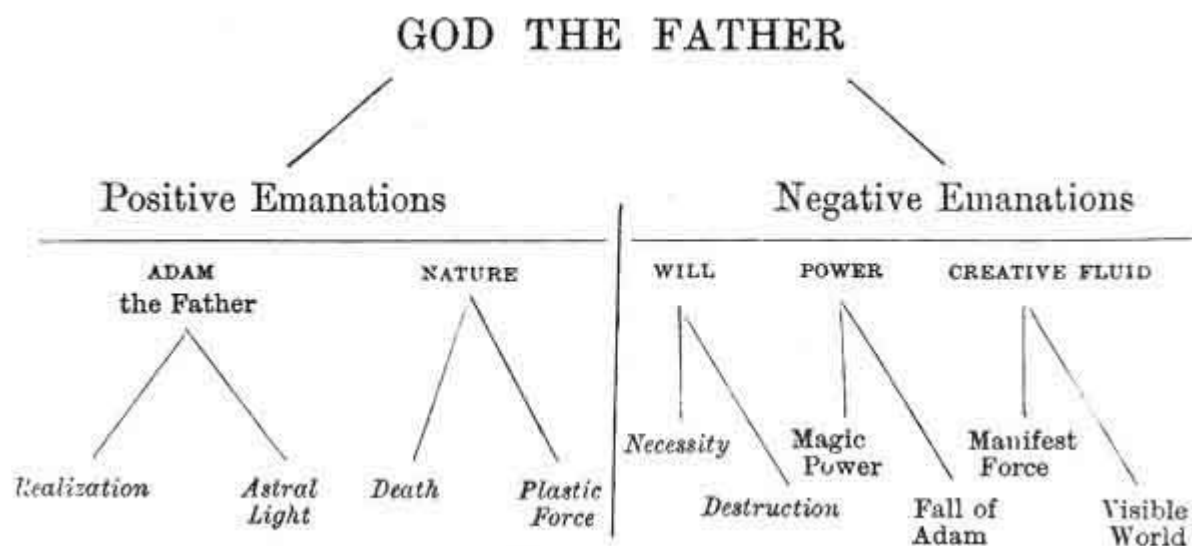 GOD THE FATHER
Positive Emanations
Negative Emanations
ADAM
the Father
NATURE
WILL
POWER
CREATIVE FLUID
Realization
Astral
Light
Death
Plastic
Force
Necessity
Destruction
Magic
Power
Fall of
Adam
Manifest
Force
Visible
World